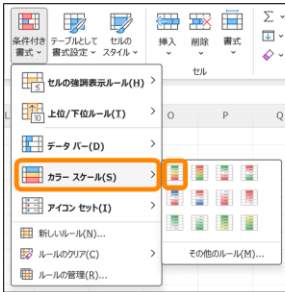 条件付き テーブルとして セルの 挿入 削除 書式
書式 書式設定 スタイル
セル
O P Q
セルの強調表示ルール(H)
上位/下位ルール(T)
データ バー(D)
カラー スケール(S)
アイコン セット(I)
新しいルール(N)...
ルールのクリア(C)
ルールの管理(R)...
その他のルール(M)...